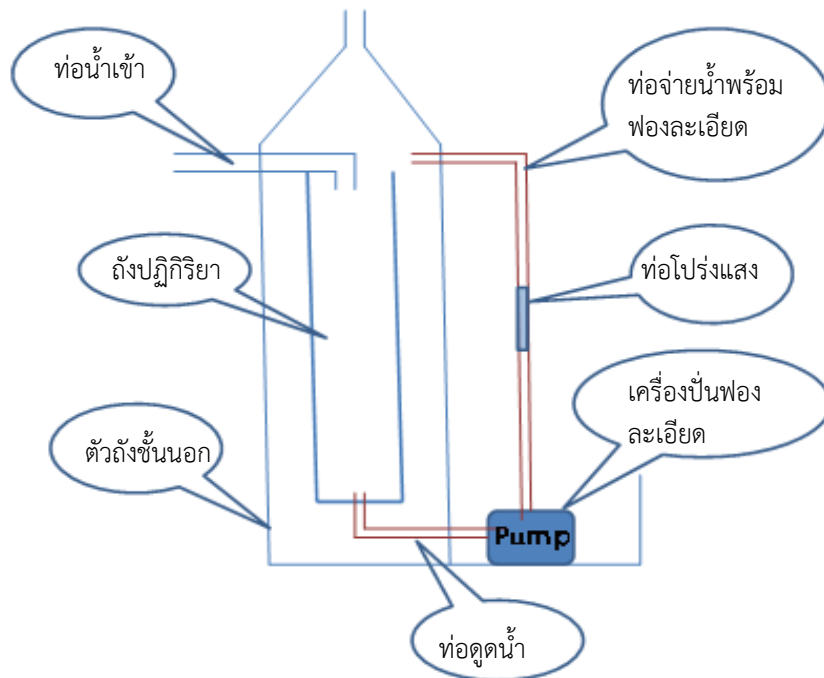 ท่อน้ำเข้า
ท่อจ่ายน้ำพร้อม
ฟองละเอียด
ถังปฏิกิริยา
ท่อโปร่งแสง
เครื่องปั่นฟอง
ละเอียด
ตัวถังชั้นนอก
Pump
ท่อดูดน้ำ